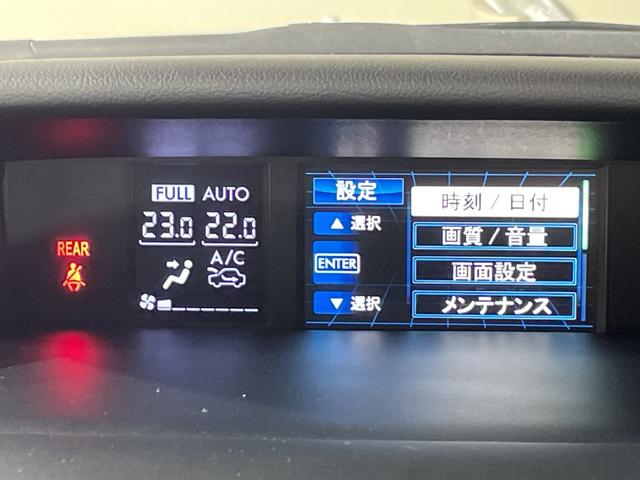 REAR
FULL AUTO
23.0 22.0
A/C
設定
▲ 選択
ENTER
▼ 選択
時刻 / 日付
画質 / 音量
画面設定
メンテナンス